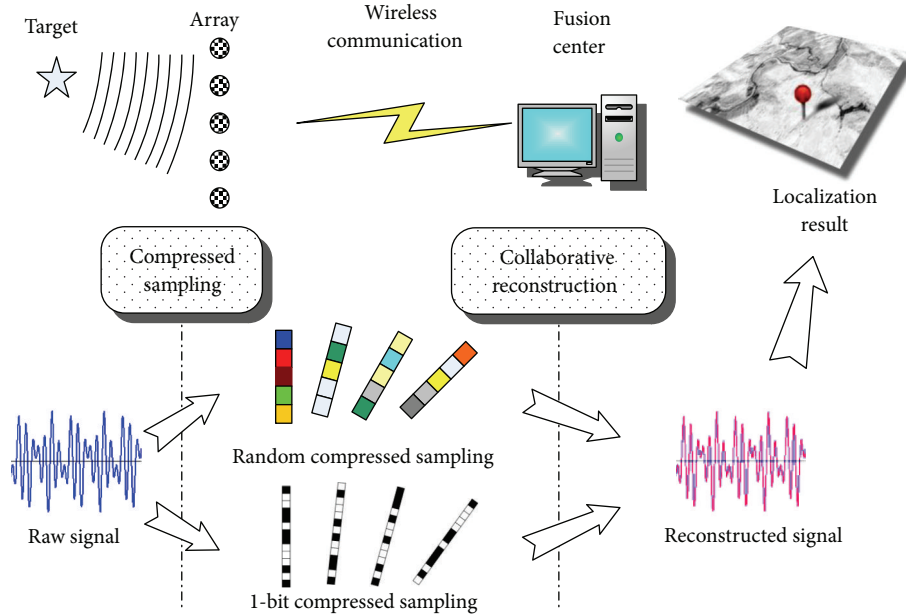 Target
Array
Wireless
communication
Fusion
center
Localization
result
Compressed
sampling
Collaborative
reconstruction
Random compressed sampling
Raw signal
Reconstructed signal
1-bit compressed sampling